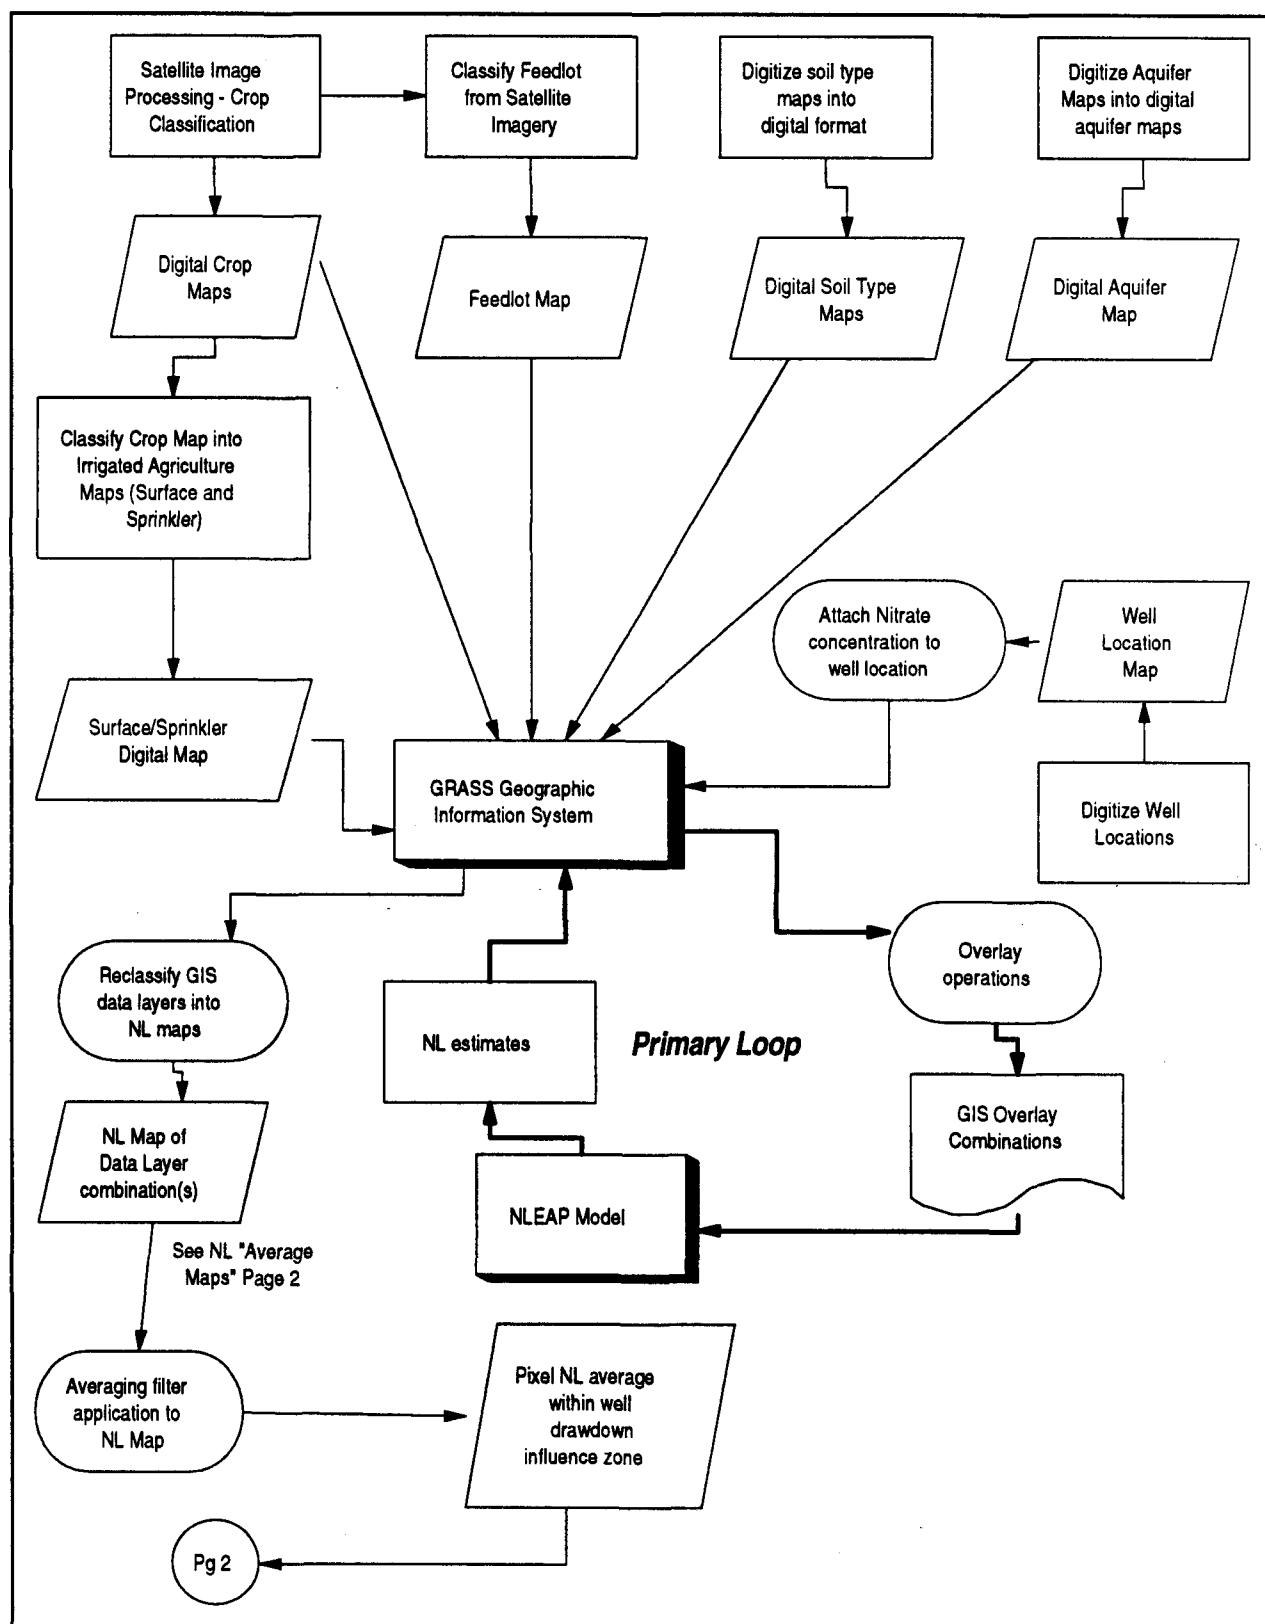 Satellite Image
Processing - Crop
Classification
Classify Feedlot
from Satellite
Imagery
Digitize soil type
maps into
digital format
Digitize Aquifer
Maps into digital
aquifer maps
Digital Crop
Maps
Feedlot Map
Digital Soil Type
Maps
Digital Aquifer
Map
Classify Crop Map into
Irrigated Agriculture
Maps (Surface and
Sprinkler)
Attach Nitrate
concentration to
well location
Well
Location
Map
Surface/Sprinkler
Digital Map
GRASS Geographic
Information System
Digitize Well
Locations
Reclassify GIS
data layers into
NL maps
NL estimates
Primary Loop
Overlay
operations
NL Map of
Data Layer
combination(s)
GIS Overlay
Combinations
NLEAP Model
See NL "Average
Maps" Page 2
Averaging filter
application to
NL Map
Pixel NL average
within well
drawdown
influence zone
Pg 2